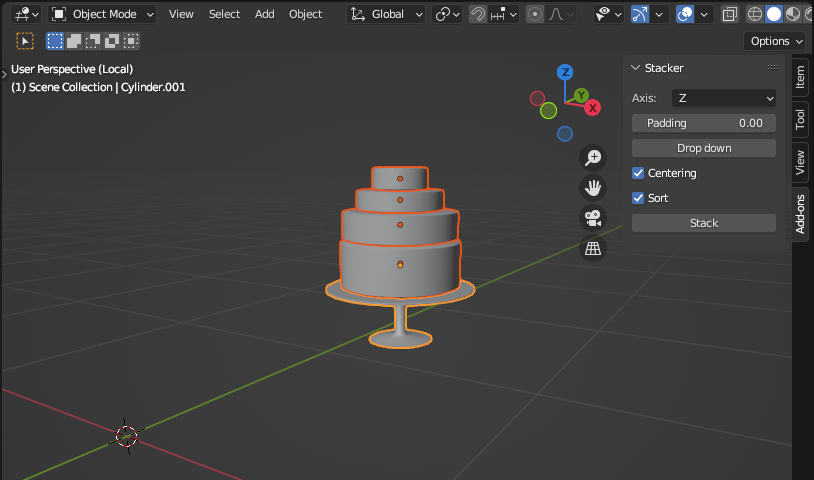 Object Mode View Select Add Object Global
Options
User Perspective (Local)
(1) Scene Collection | Cylinder.001
Z
Y
X
Stacker
Axis: Z
Padding 0.00
Drop down
Centering
Sort
Stack
Item
Tool
View
Add-ons